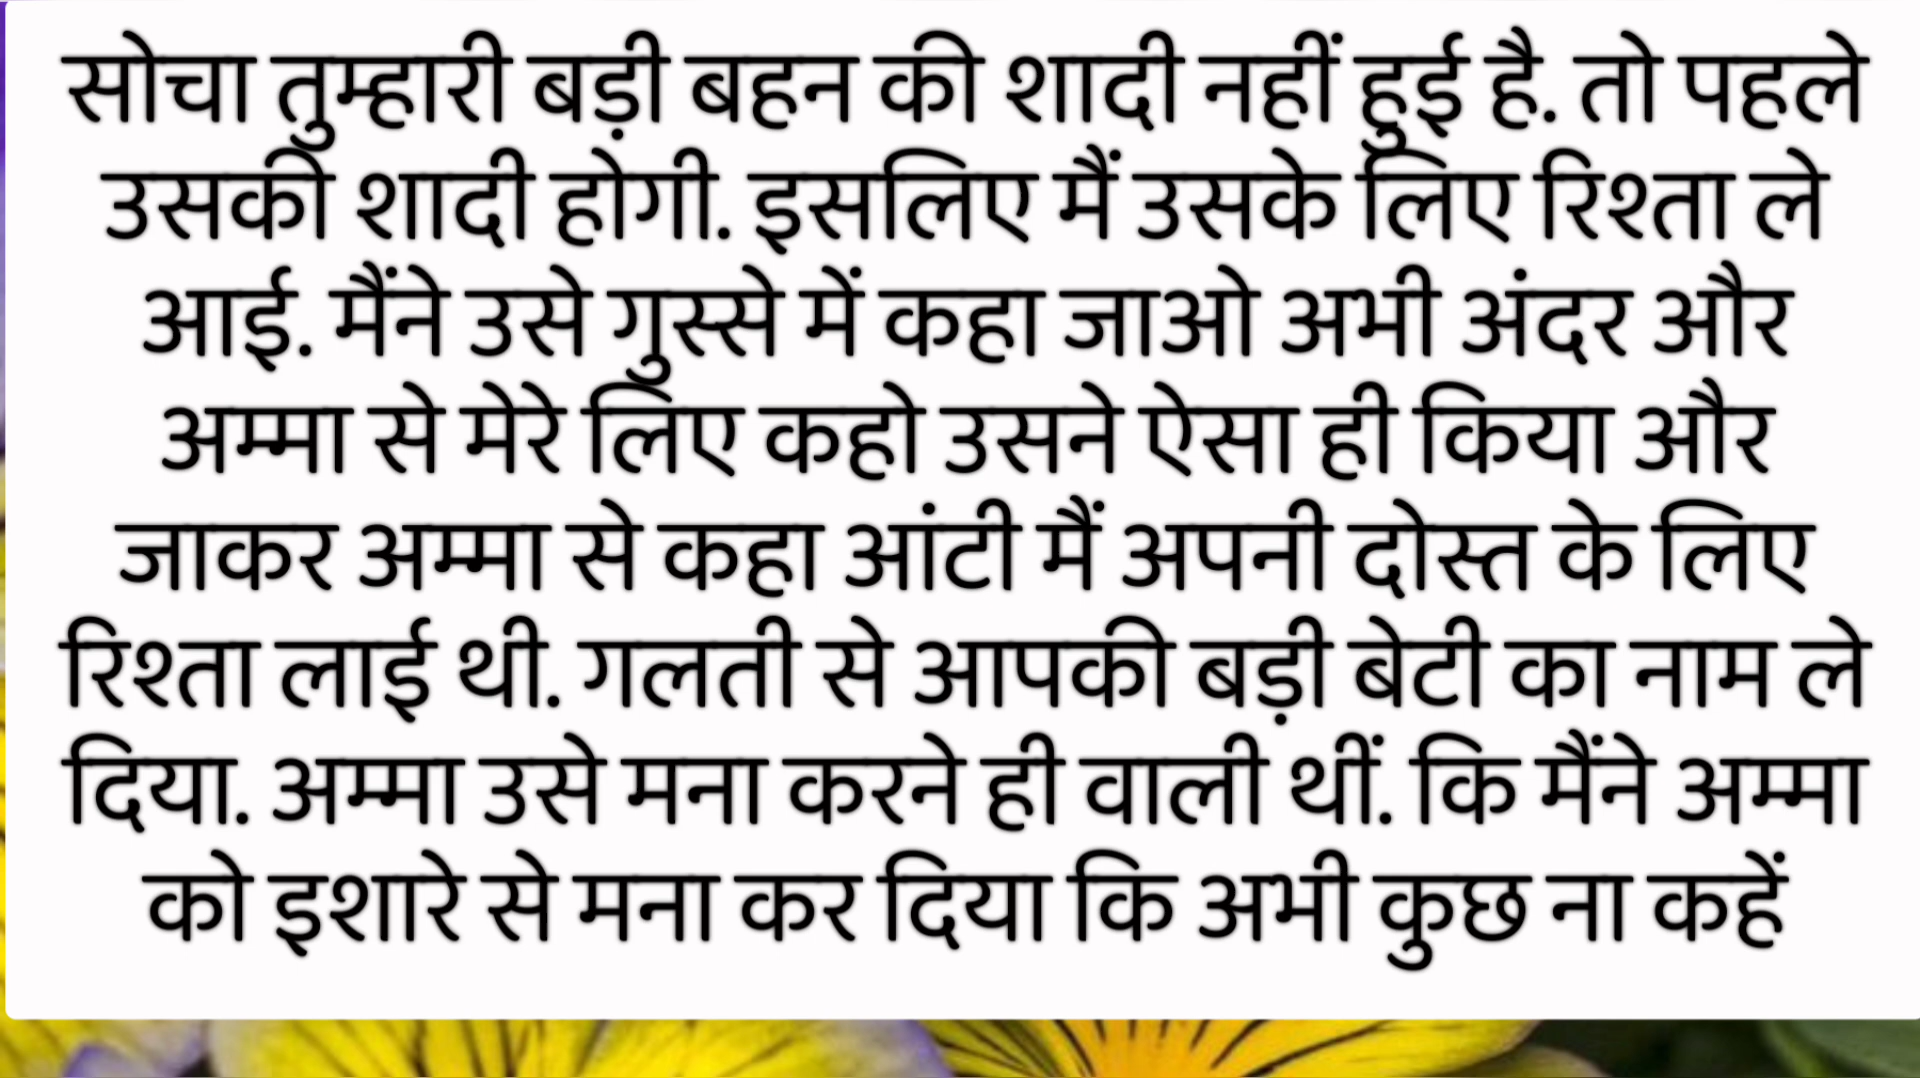 सोचा तुम्हारी बड़ी बहन की शादी नहीं हुई है. तो पहले
उसकी शादी होगी. इसलिए मैं उसके लिए रिश्ता ले
आई. मैंने उसे गुस्से में कहा जाओ अभी अंदर और
अम्मा से मेरे लिए कहो उसने ऐसा ही किया और
जाकर अम्मा से कहा आंटी मैं अपनी दोस्त के लिए
रिश्ता लाई थी. गलती से आपकी बड़ी बेटी का नाम ले
दिया. अम्मा उसे मना करने ही वाली थीं. कि मैंने अम्मा
को इशारे से मना कर दिया कि अभी कुछ ना कहें